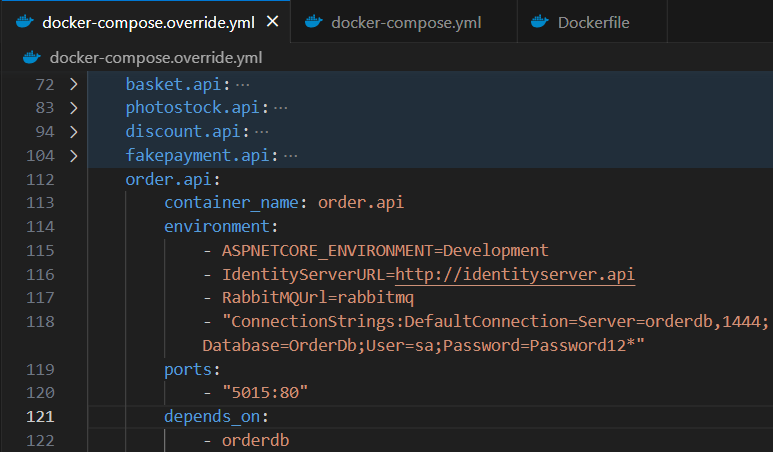 docker-compose.override.yml docker-compose.yml Dockerfile
docker-compose.override.yml
72 basket.api: ...
83 photostock.api: ...
94 discount.api: ...
104 fakepayment.api: ...
112 order.api:
113 container_name: order.api
114 environment:
115 - ASPNETCORE_ENVIRONMENT=Development
116 - IdentityServerURL=http://identityserver.api
117 - RabbitMQUrl=rabbitmq
118 - "ConnectionStrings:DefaultConnection=Server=orderdb,1444;
Database=OrderDb;User=sa;Password=Password12*"
119 ports:
120 - "5015:80"
121 depends_on:
122 - orderdb